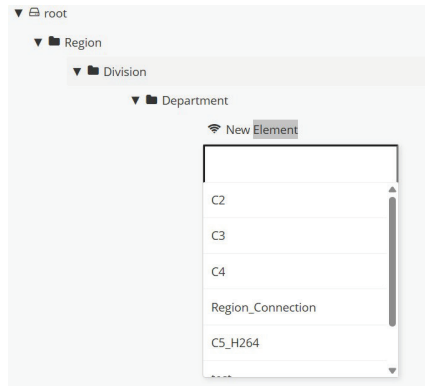 root
Region
Division
Department
New Element
C2
C3
C4
Region_Connection
C5_H264